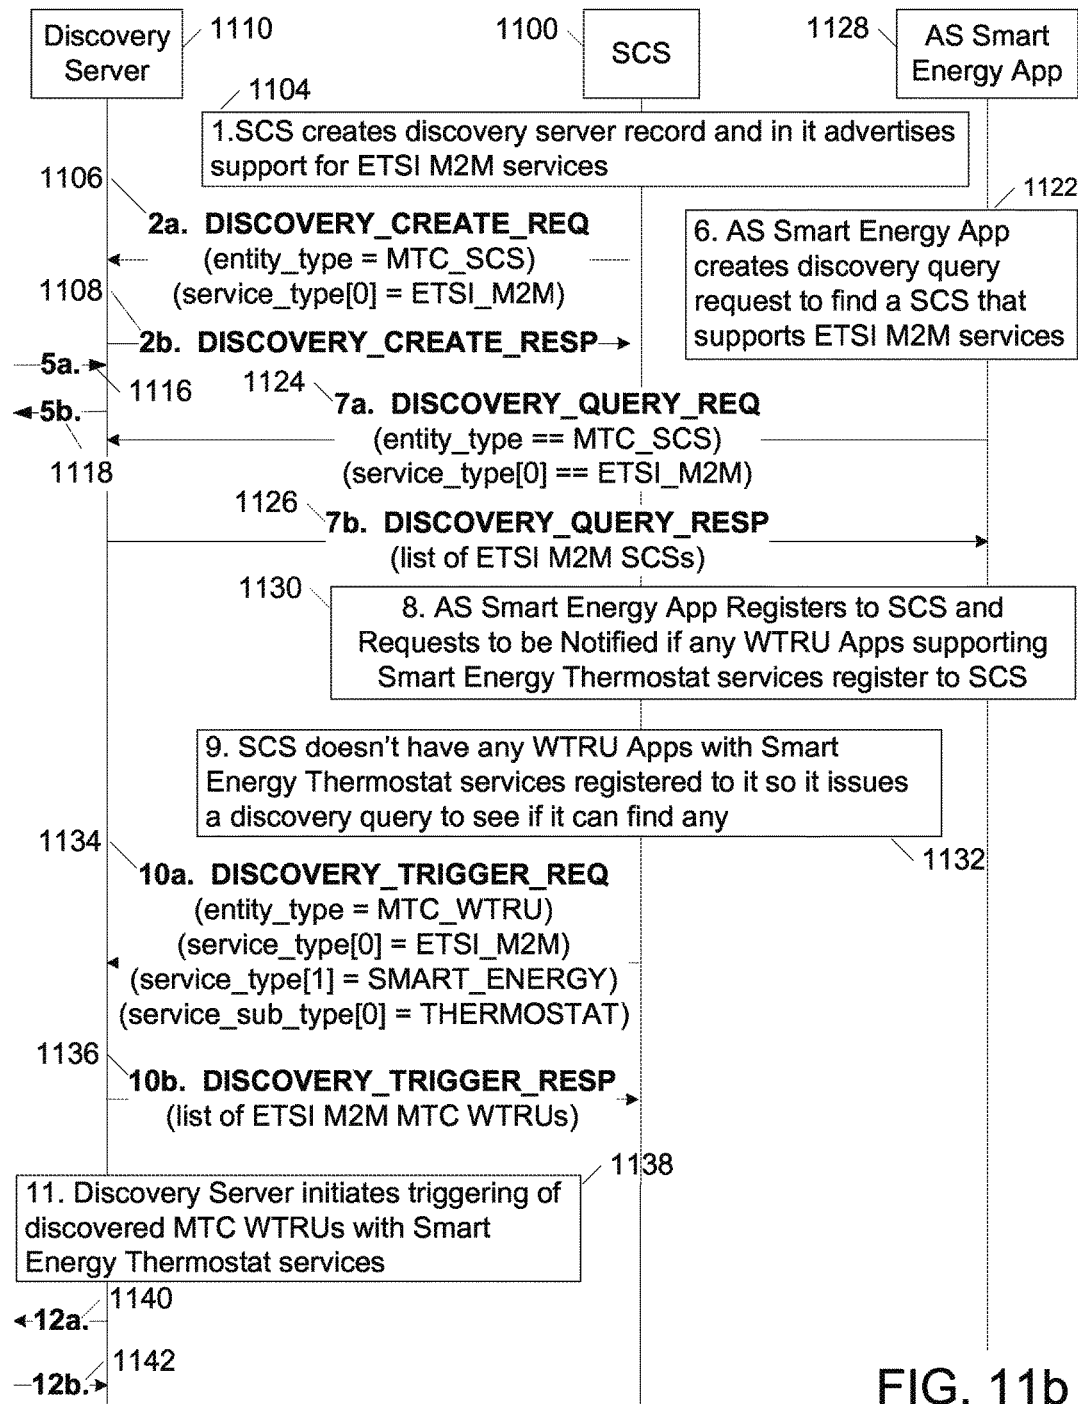 Discovery
Server
1110
1100
SCS
1128
AS Smart
Energy App
1104
1.SCS creates discovery server record and in it advertises
support for ETSI M2M services
1106
2a. DISCOVERY_CREATE_REQ
(entity_type = MTC_SCS)
(service_type[0] = ETSI_M2M)
1122
6. AS Smart Energy App
creates discovery query
request to find a SCS that
supports ETSI M2M services
1108
2b. DISCOVERY_CREATE_RESP
5a.
1116
5b.
1118
1124
7a. DISCOVERY_QUERY_REQ
(entity_type == MTC_SCS)
(service_type[0] == ETSI_M2M)
1126
7b. DISCOVERY_QUERY_RESP
(list of ETSI M2M SCSs)
1130
8. AS Smart Energy App Registers to SCS and
Requests to be Notified if any WTRU Apps supporting
Smart Energy Thermostat services register to SCS
9. SCS doesn't have any WTRU Apps with Smart
Energy Thermostat services registered to it so it issues
a discovery query to see if it can find any
1132
1134
10a. DISCOVERY_TRIGGER_REQ
(entity_type = MTC_WTRU)
(service_type[0] = ETSI_M2M)
(service_type[1] = SMART_ENERGY)
(service_sub_type[0] = THERMOSTAT)
1136
10b. DISCOVERY_TRIGGER_RESP
(list of ETSI M2M MTC WTRUs)
1138
11. Discovery Server initiates triggering of
discovered MTC WTRUs with Smart
Energy Thermostat services
1140
12a.
1142
12b.
FIG. 11b